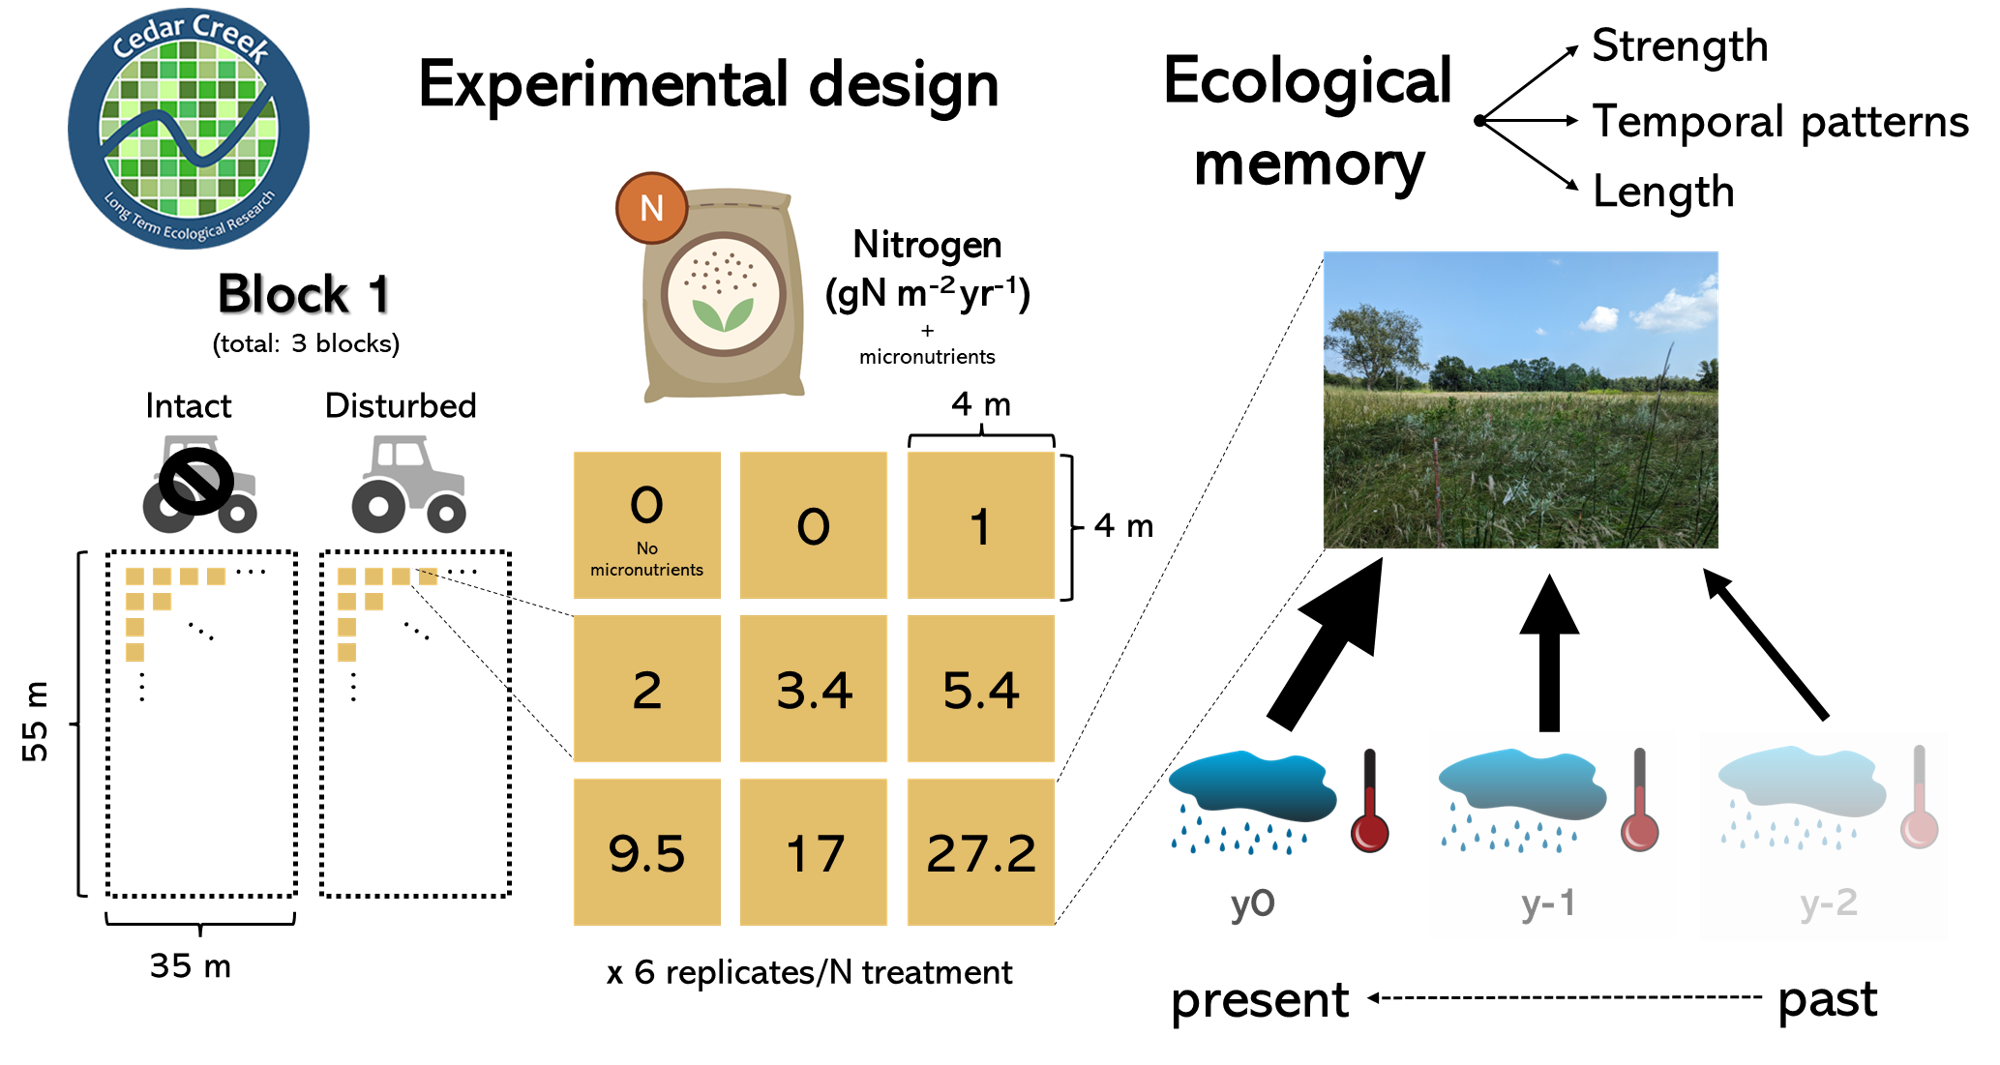 Cedar Creek
Long Term Ecological Research
Experimental design
Ecological
memory
Strength
Temporal patterns
Length
Block 1
(total: 3 blocks)
Intact
Disturbed
55 m
35 m
N
Nitrogen
(gN m⁻² yr⁻¹)
+
micronutrients
4 m
4 m
0
No
micronutrients
0
1
2
3.4
5.4
9.5
17
27.2
x 6 replicates/N treatment
y0
y-1
y-2
present
past